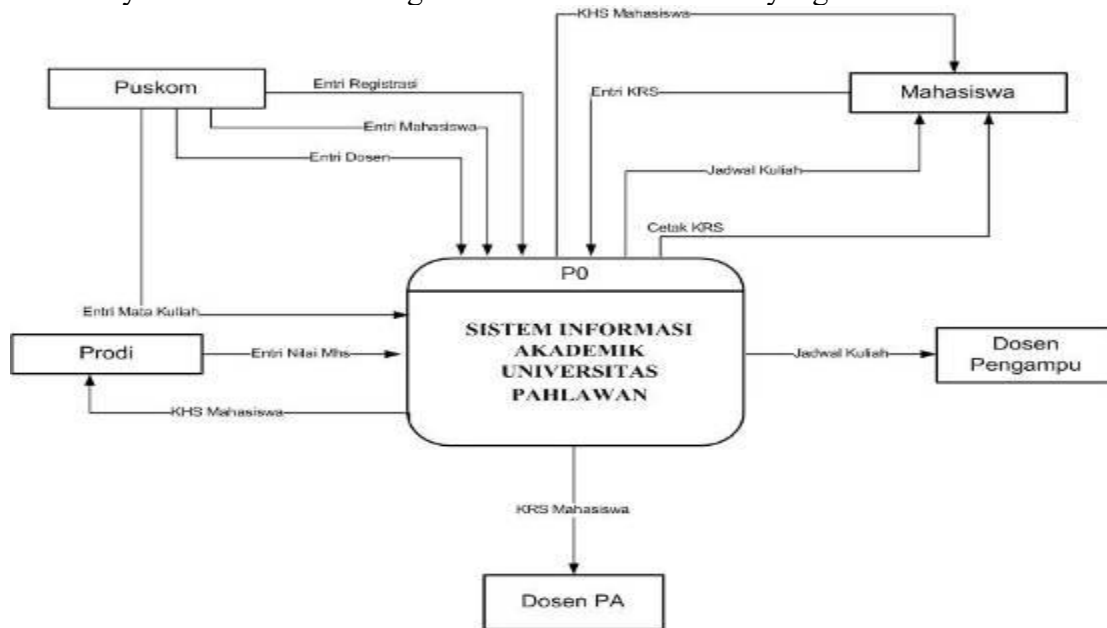 KHS Mahasiswa
Puskom
Entri Registrasi
Entri KRS
Mahasiswa
Entri Mahasiswa
Entri Dosen
Jadwal Kuliah
Cetak KRS
P0
Entri Mata Kuliah
SISTEM INFORMASI
AKADEMIK
UNIVERSITAS
PAHLAWAN
Prodi
Entri Nilai Mhs
Jadwal Kuliah
Dosen
Pengampu
KHS Mahasiswa
KRS Mahasiswa
Dosen PA